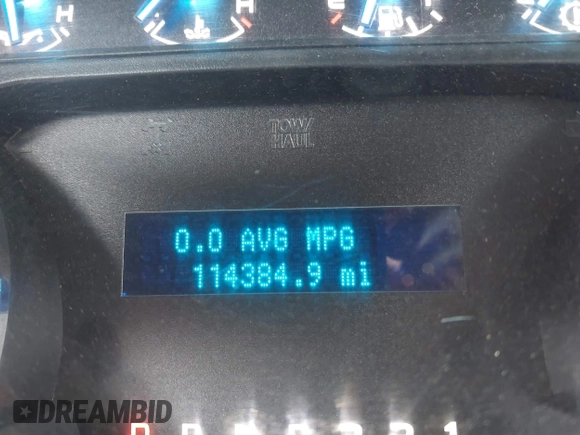 H
H
E
F
TOW
HAUL
0.0 AVG MPG
114384.9 mi
DREAMBID